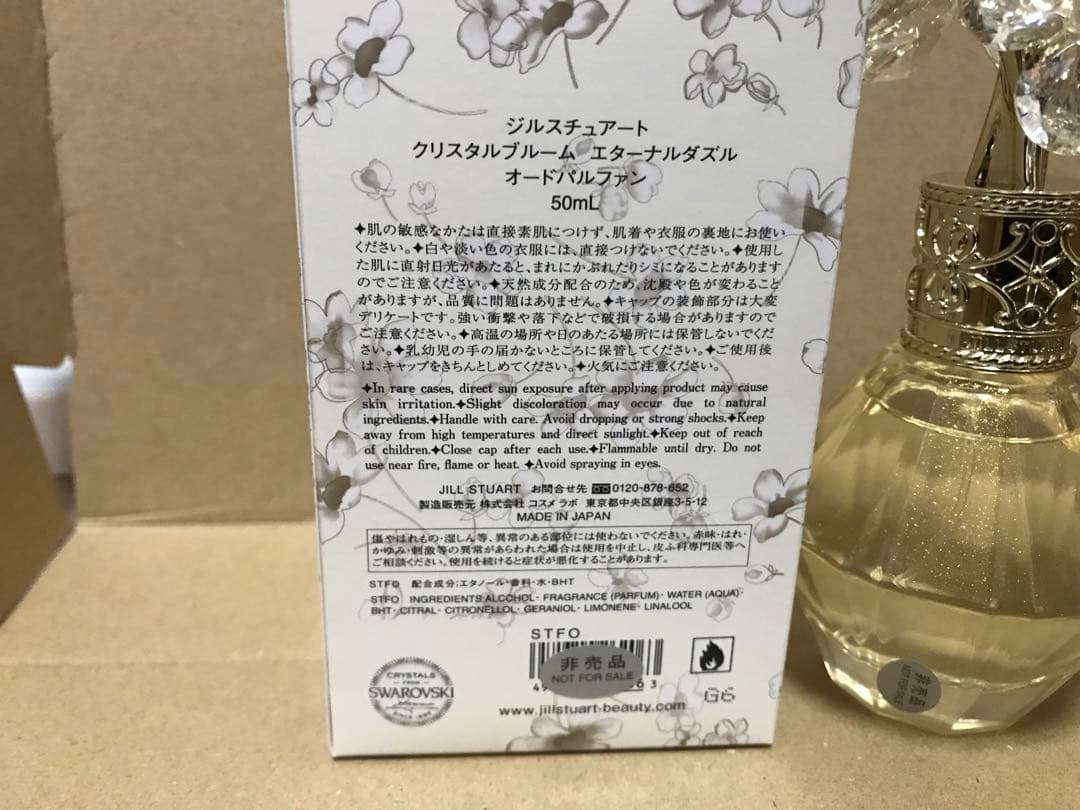 ジルスチュアート
クリスタルブルーム エターナルダズル
オードパルファン
50mL
✦肌の敏感なかたは直接素肌につけず、肌着や衣服の裏地にお使い
ください。✦白や淡い色の衣服には、直接つけないでください。✦使用し
た肌に直射日光があたると、まれにかぶれたりシミになることがあります
のでご注意ください。✦天然成分配合のため、沈殿や色が変わること
がありますが、品質に問題はありません。✦キャップの装飾部分は大変
デリケートです。強い衝撃や落下などで破損する場合がありますので
ご注意ください。✦高温の場所や日のあたる場所には保管しないでくだ
さい。✦乳幼児の手の届かないところに保管してください。✦ご使用後
は、キャップをきちんとしめてください。✦火気にご注意ください。
✦In rare cases, direct sun exposure after applying product may cause
skin irritation.✦Slight discoloration may occur due to natural
ingredients.✦Handle with care. Avoid dropping or strong shocks.✦Keep
away from high temperatures and direct sunlight.✦Keep out of reach
of children.✦Close cap after each use.✦Flammable until dry. Do not
use near fire, flame or heat. ✦Avoid spraying in eyes.
JILL STUART お問合せ先 0120-878-652
製造販売元 株式会社 コスメ ラボ 東京都中央区銀座3-5-12
MADE IN JAPAN
傷やはれもの・湿しん等、異常のある部位には使わないでください。赤味・はれ・
かゆみ・刺激等の異常があらわれた場合は使用を中止し、皮ふ科専門医等へ
ご相談ください。使用を続けると症状が悪化することがあります。
STFO 配合成分:エタノール・香料・水・BHT
STFO INGREDIENTS:ALCOHOL・FRAGRANCE (PARFUM)・WATER (AQUA)・
BHT・CITRAL・CITRONELLOL・GERANIOL・LIMONENE・LINALOOL
STFO
非売品
NOT FOR SALE
CRYSTALS
FROM
SWAROVSKI
G6
www.jillstuart-beauty.com
非売品
NOT FOR SALE